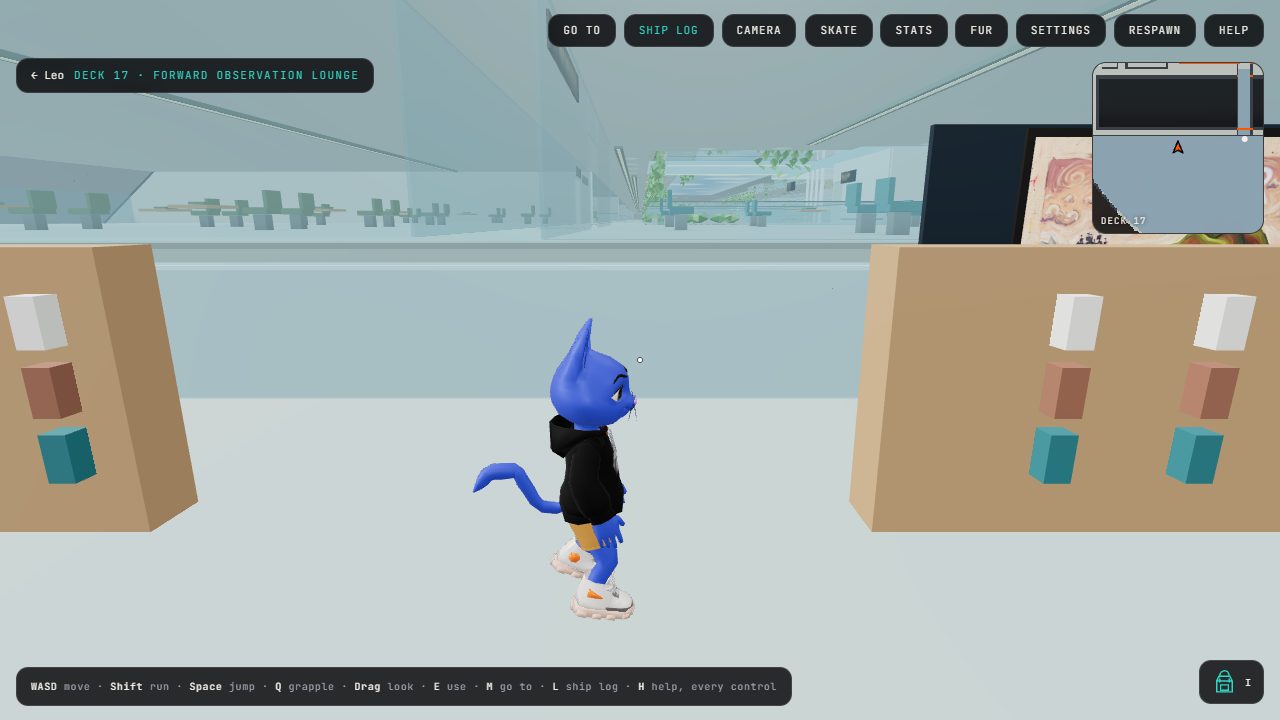 GO TO
SHIP LOG
CAMERA
SKATE
STATS
FUR
SETTINGS
RESPAWN
HELP
← Leo DECK 17 · FORWARD OBSERVATION LOUNGE
DECK 17
WASD move · Shift run · Space jump · Q grapple · Drag look · E use · M go to · L ship log · H help, every control
I